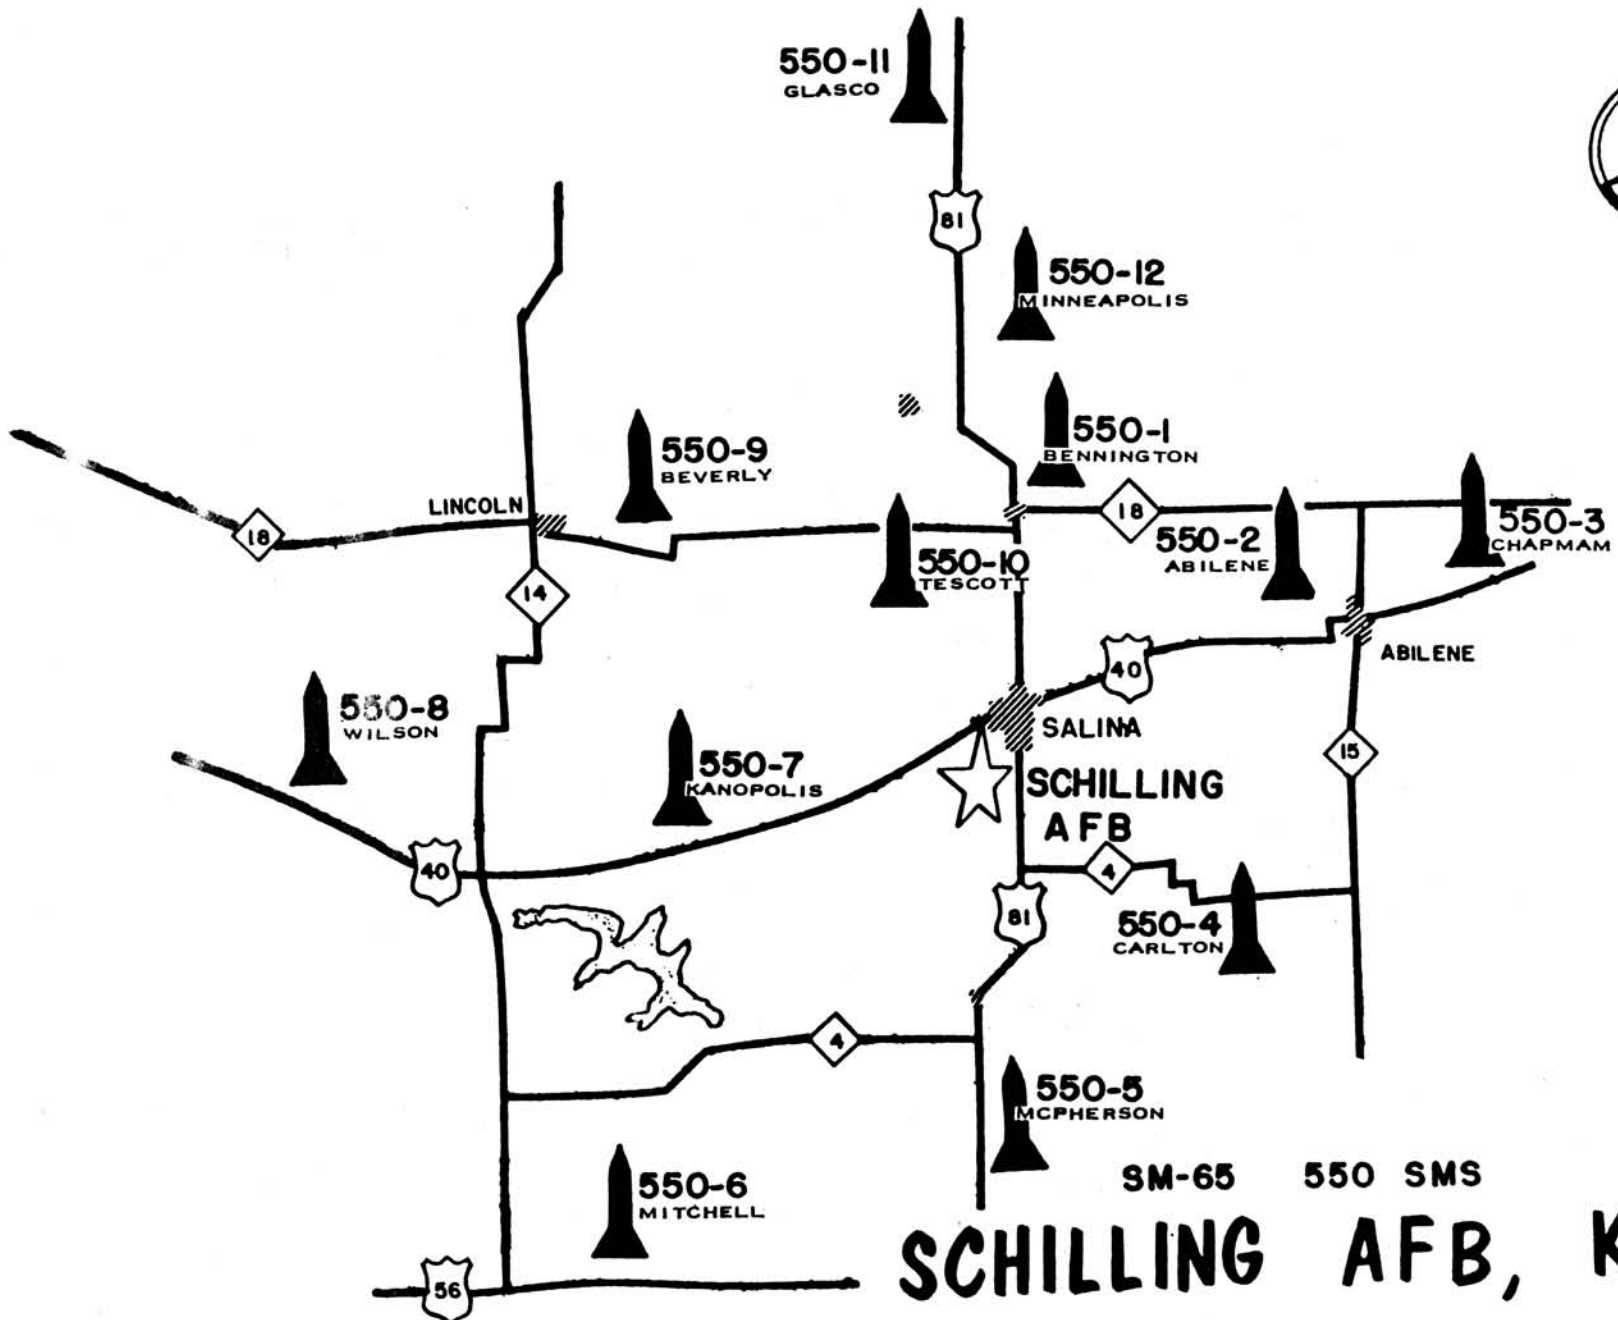 550-11
GLASCO
81
550-12
MINNEAPOLIS
550-1
BENNINGTON
550-9
BEVERLY
LINCOLN
18
18
550-2
ABILENE
550-3
CHAPMAM
550-10
TESCOTT
14
40
ABILENE
550-8
WILSON
SALINA
15
550-7
KANOPOLIS
SCHILLING
AFB
40
4
81
550-4
CARLTON
4
550-5
MCPHERSON
SM-65 550 SMS
550-6
MITCHELL
SCHILLING AFB, K
56